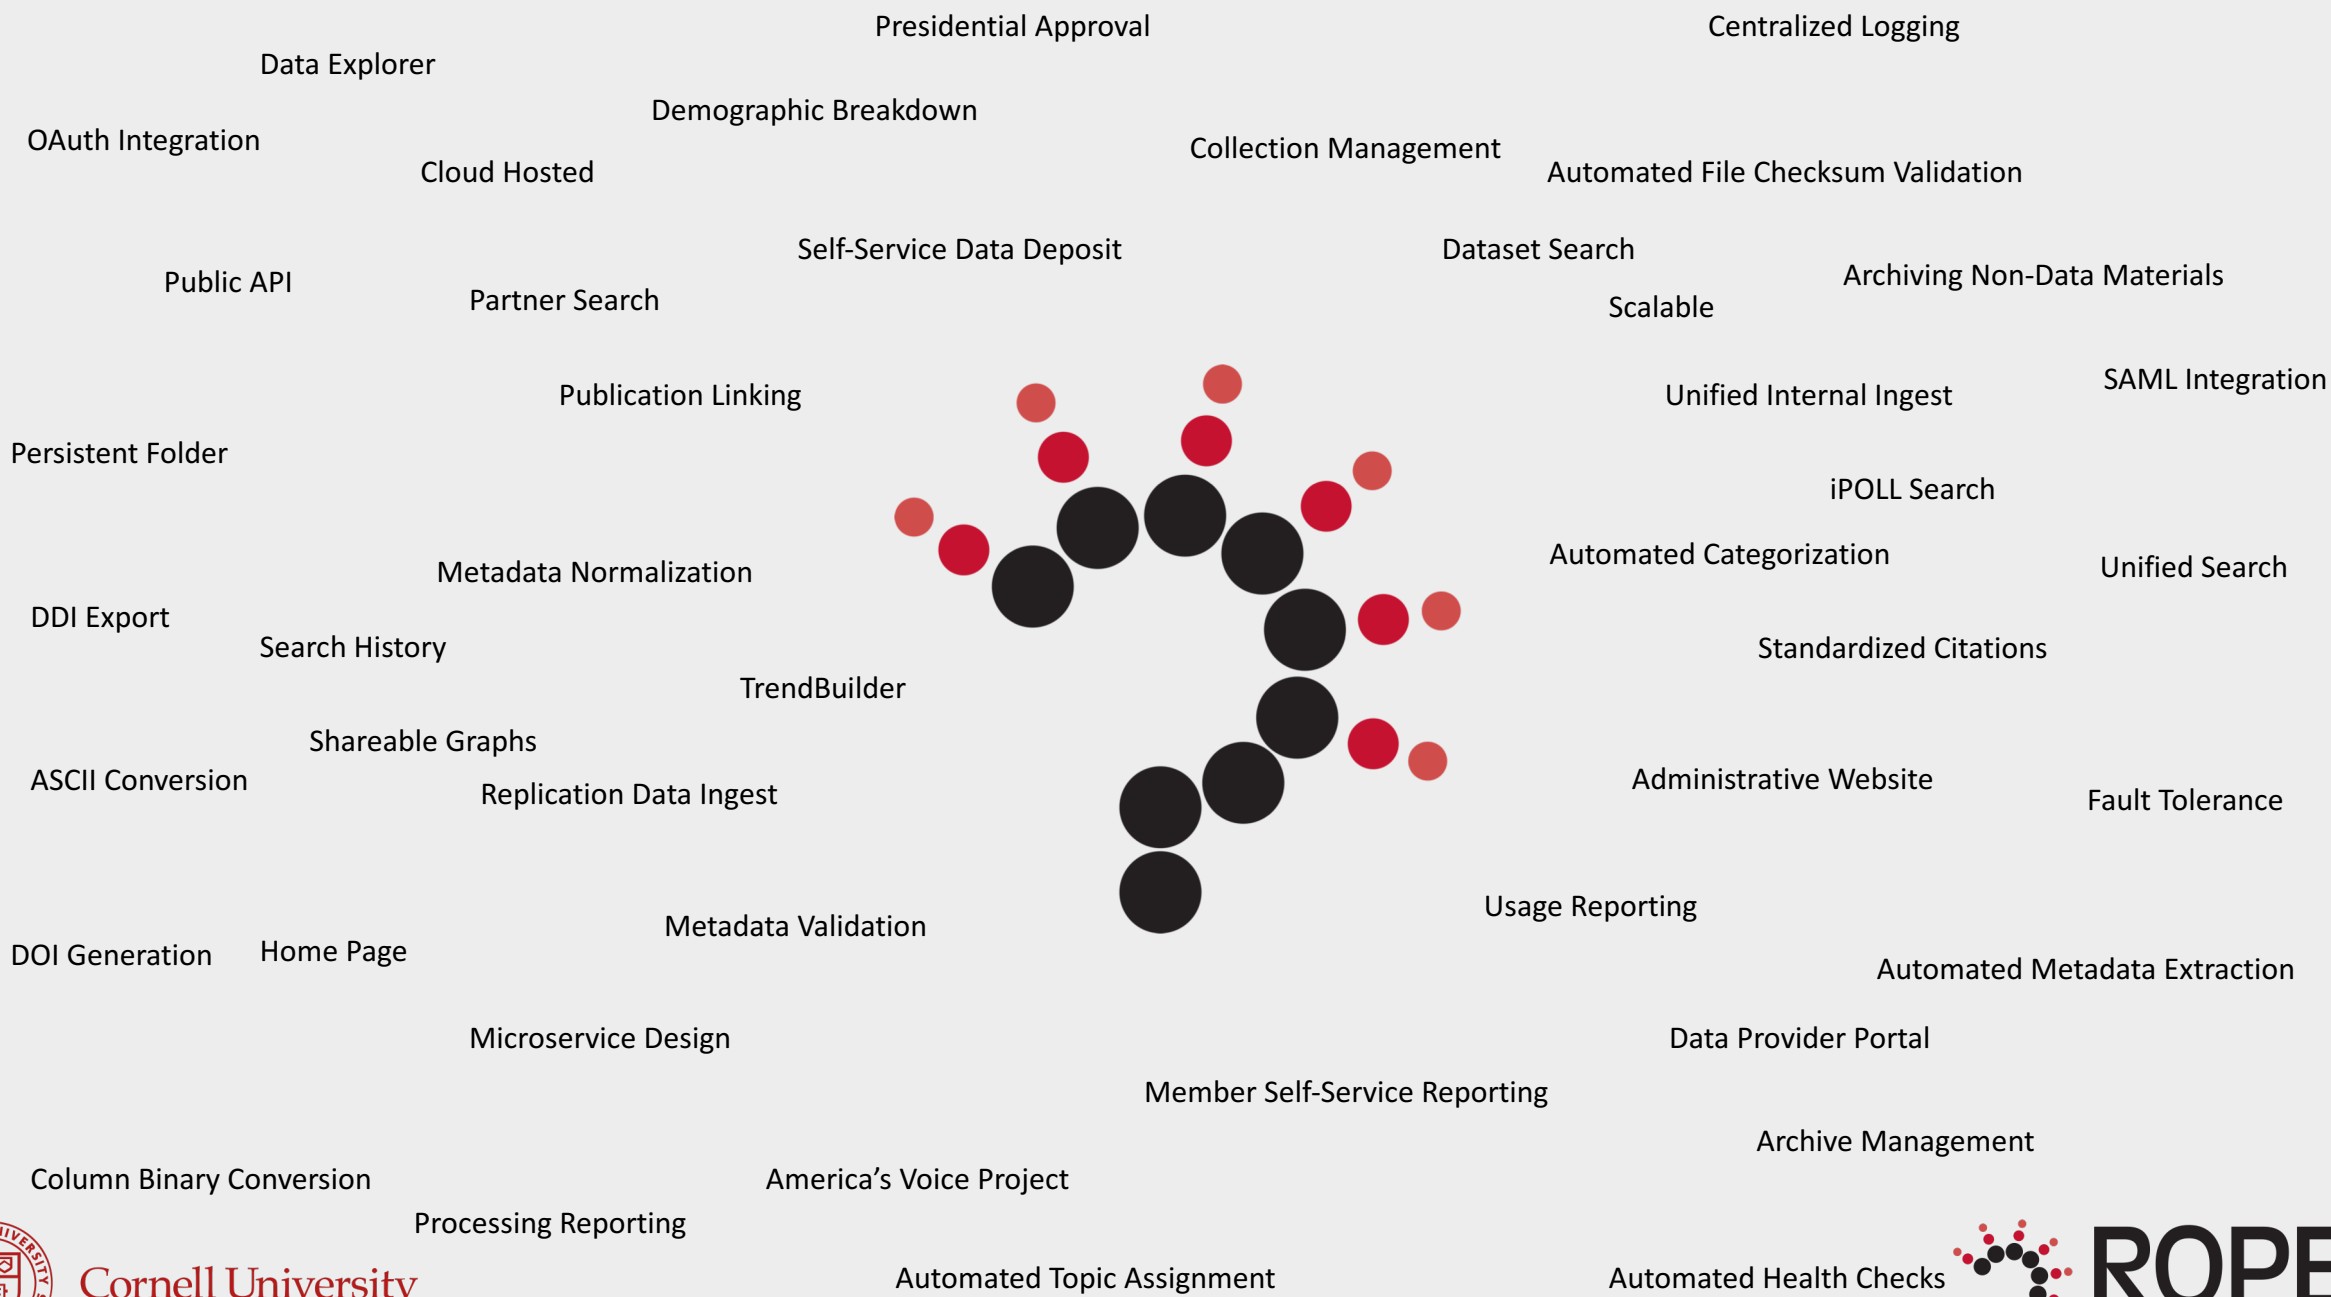 Presidential Approval
Centralized Logging
Data Explorer
Demographic Breakdown
OAuth Integration
Collection Management
Cloud Hosted
Automated File Checksum Validation
Self-Service Data Deposit
Dataset Search
Public API
Archiving Non-Data Materials
Partner Search
Scalable
Publication Linking
Unified Internal Ingest
SAML Integration
Persistent Folder
iPOLL Search
Metadata Normalization
Automated Categorization
Unified Search
DDI Export
Search History
Standardized Citations
TrendBuilder
Shareable Graphs
ASCII Conversion
Replication Data Ingest
Administrative Website
Fault Tolerance
Usage Reporting
Metadata Validation
DOI Generation
Home Page
Automated Metadata Extraction
Microservice Design
Data Provider Portal
Member Self-Service Reporting
Archive Management
Column Binary Conversion
America's Voice Project
Processing Reporting
Cornell University
Automated Topic Assignment
Automated Health Checks
ROPE